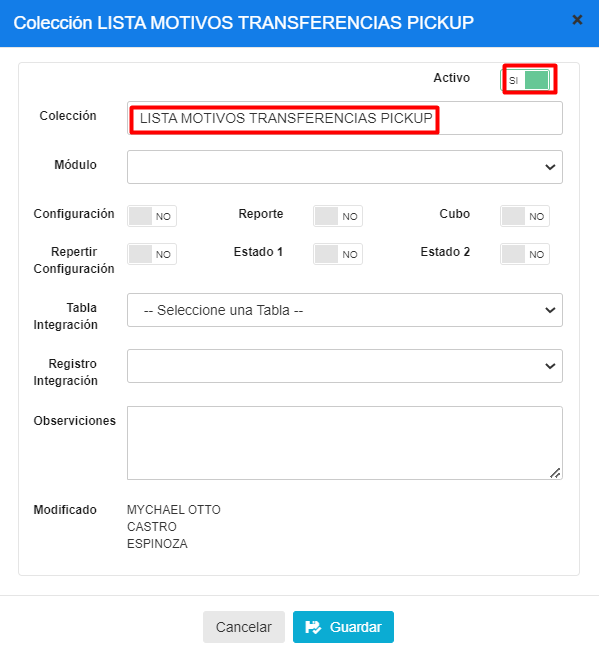 Colección LISTA MOTIVOS TRANSFERENCIAS PICKUP
Activo SI
Colección LISTA MOTIVOS TRANSFERENCIAS PICKUP
Módulo
Configuración NO Reporte NO Cubo NO
Repertir
Configuración NO Estado 1 NO Estado 2 NO
Tabla
Integración -- Seleccione una Tabla --
Registro
Integración
Observiciones
Modificado MYCHAEL OTTO
CASTRO
ESPINOZA
Cancelar Guardar